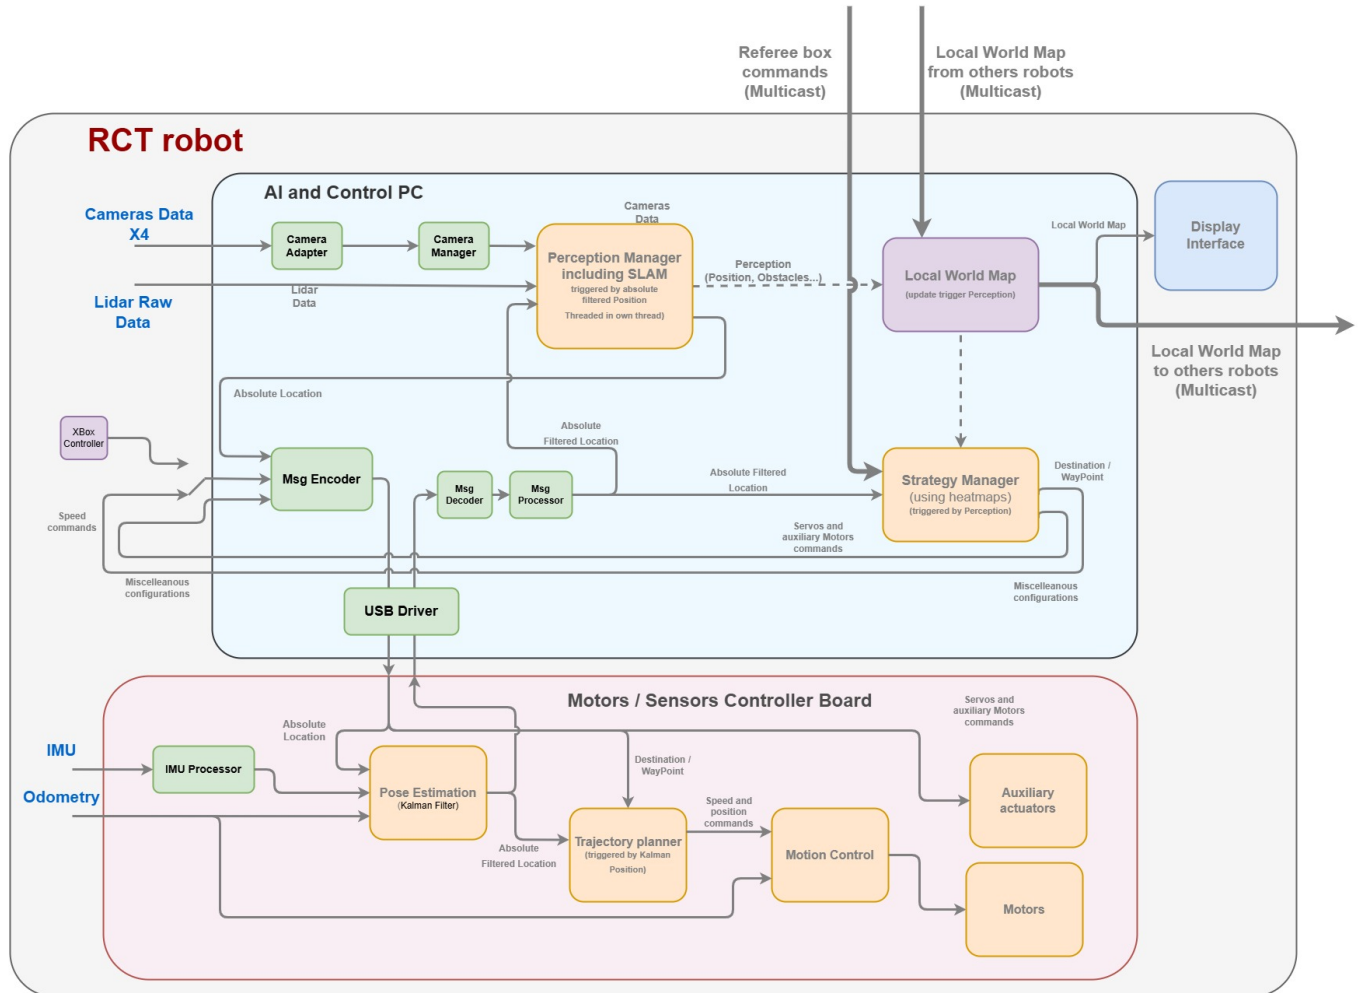 Referee box
commands
(Multicast)
Local World Map
from others robots
(Multicast)
RCT robot
AI and Control PC
Cameras Data
X4
Camera
Adapter
Camera
Manager
Cameras
Data
Perception Manager
including SLAM
triggered by absolute
filtered Position
Threaded in own thread)
Perception
(Position, Obstacles...)
Local World Map
(update trigger Perception)
Local World Map
Display
Interface
Lidar Raw
Data
Lidar
Data
Local World Map
to others robots
(Multicast)
Absolute Location
XBox
Controller
Absolute
Filtered Location
Msg Encoder
Msg
Decoder
Msg
Processor
Absolute Filtered
Location
Strategy Manager
(using heatmaps)
(triggered by Perception)
Destination /
WayPoint
Speed
commands
Servos and
auxiliary Motors
commands
Miscelleanous
configurations
Miscelleanous
configurations
USB Driver
Motors / Sensors Controller Board
Servos and
auxiliary Motors
commands
Absolute
Location
IMU
IMU Processor
Odometry
Pose Estimation
(Kalman Filter)
Destination /
WayPoint
Auxiliary
actuators
Speed and
position
commands
Absolute
Filtered Location
Trajectory planner
(triggered by Kalman
Position)
Motion Control
Motors